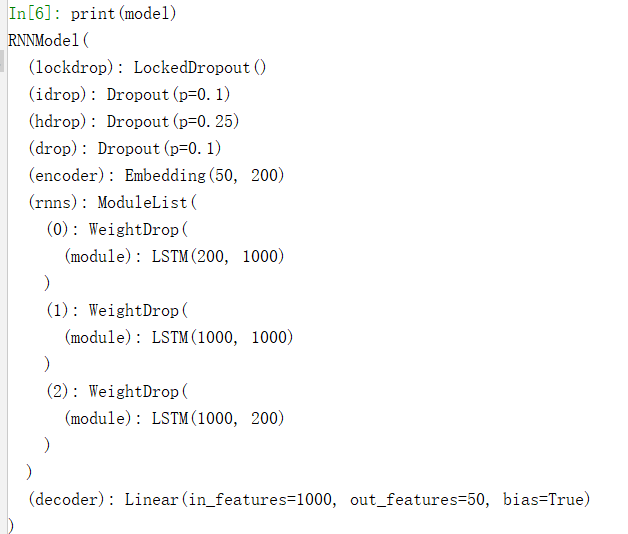 In[6]: print(model)
RNNModel(
  (lockdrop): LockedDropout()
  (idrop): Dropout(p=0.1)
  (hdrop): Dropout(p=0.25)
  (drop): Dropout(p=0.1)
  (encoder): Embedding(50, 200)
  (rnns): ModuleList(
    (0): WeightDrop(
      (module): LSTM(200, 1000)
    )
    (1): WeightDrop(
      (module): LSTM(1000, 1000)
    )
    (2): WeightDrop(
      (module): LSTM(1000, 200)
    )
  )
  (decoder): Linear(in_features=1000, out_features=50, bias=True)
)